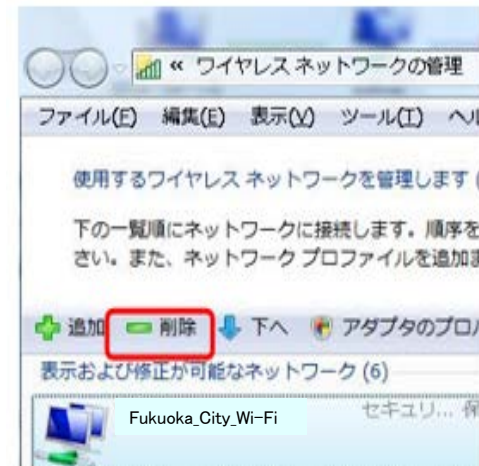 « ワイヤレス ネットワークの管理
ファイル(F) 編集(E) 表示(V) ツール(T) ヘル
使用するワイヤレス ネットワークを管理します (
下の一覧順にネットワークに接続します。順序を
さい。また、ネットワーク プロファイルを追加ま
追加 削除 下へ アダプタのプロパ
表示および修正が可能なネットワーク (6)
Fukuoka_City_Wi-Fi セキュリ... 保